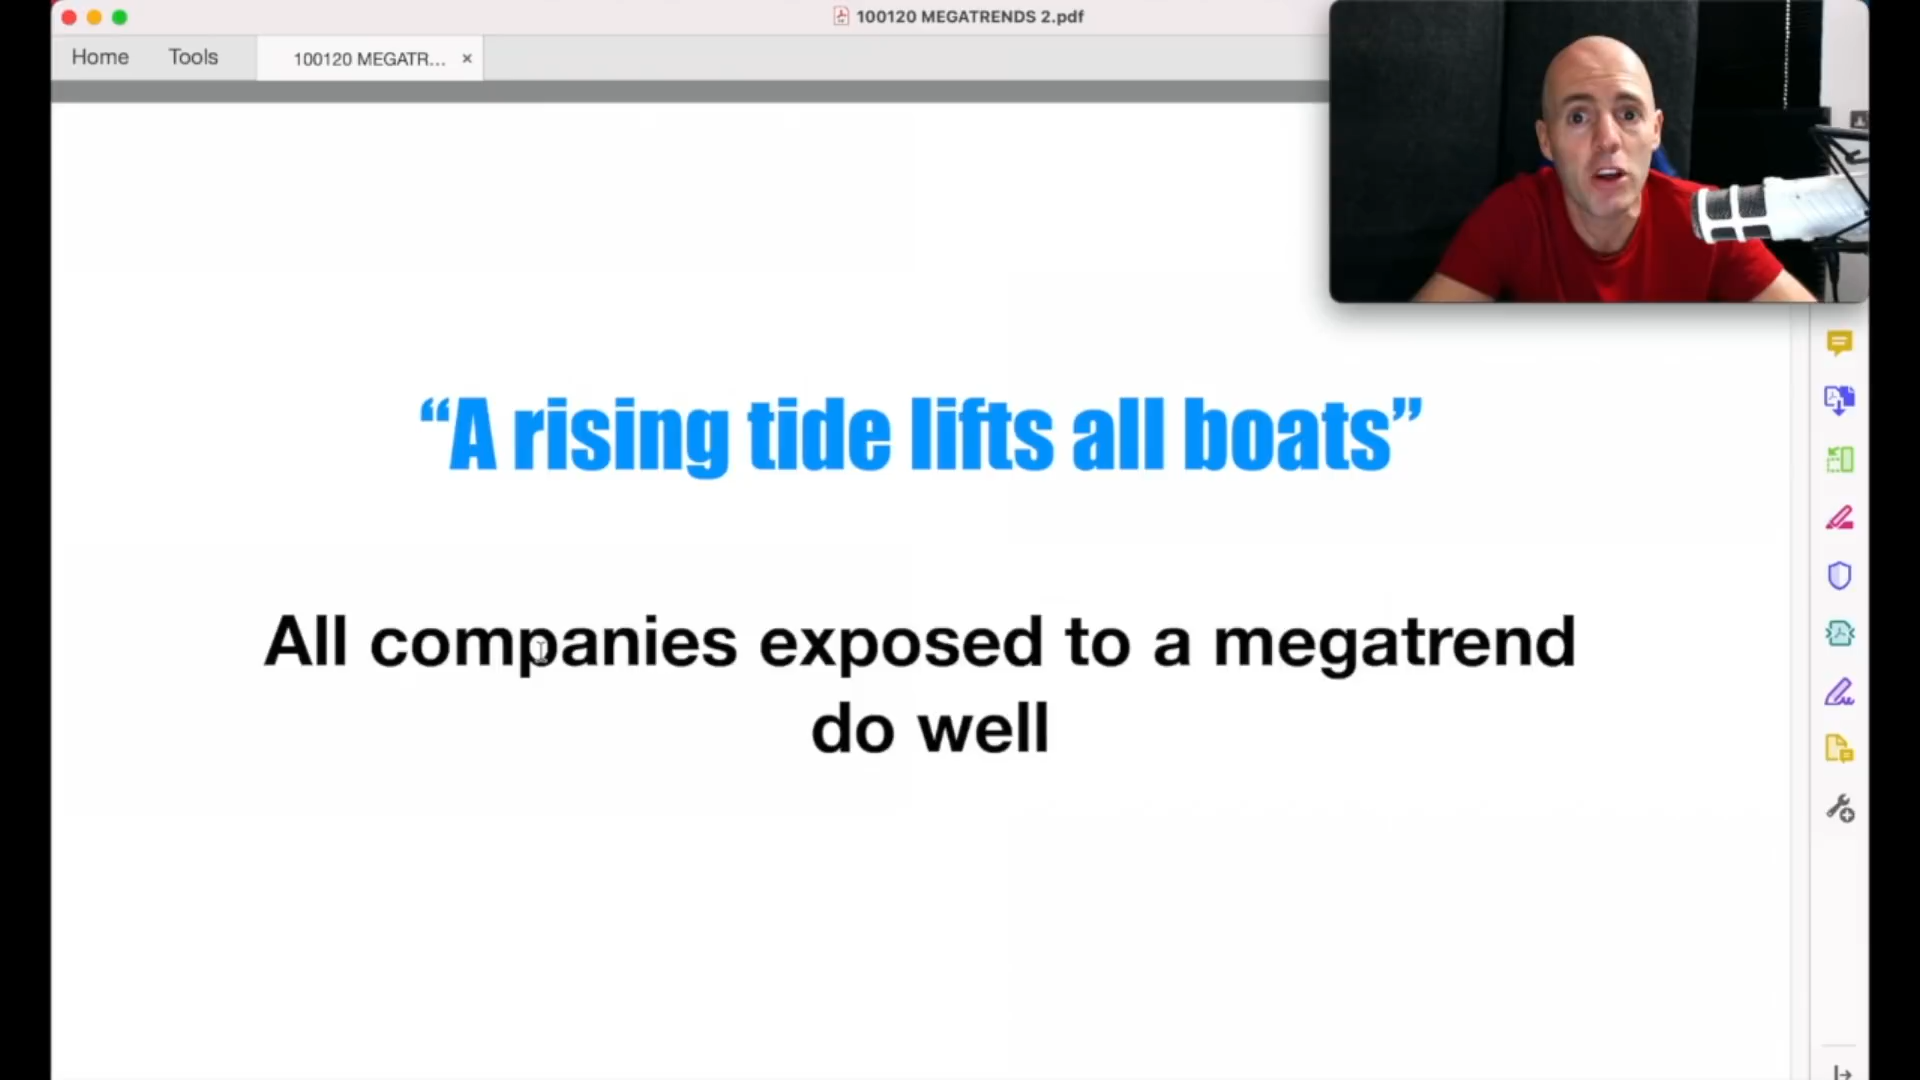 100120 MEGATRENDS 2.pdf
Home Tools 100120 MEGATR... ×
“A rising tide lifts all boats”
All companies exposed to a megatrend
do well